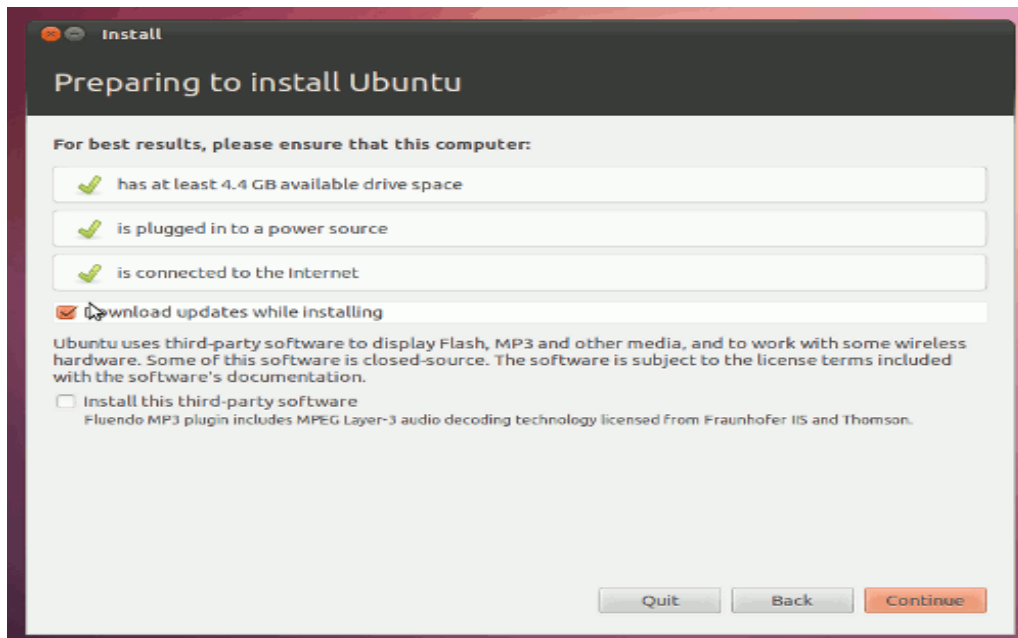 Install
Preparing to install Ubuntu
For best results, please ensure that this computer:
has at least 4.4 GB available drive space
is plugged in to a power source
is connected to the Internet
Download updates while installing
Ubuntu uses third-party software to display Flash, MP3 and other media, and to work with some wireless
hardware. Some of this software is closed-source. The software is subject to the license terms included
with the software's documentation.
Install this third-party software
Fluendo MP3 plugin includes MPEG Layer-3 audio decoding technology licensed from Fraunhofer IIS and Thomson.
Quit Back Continue